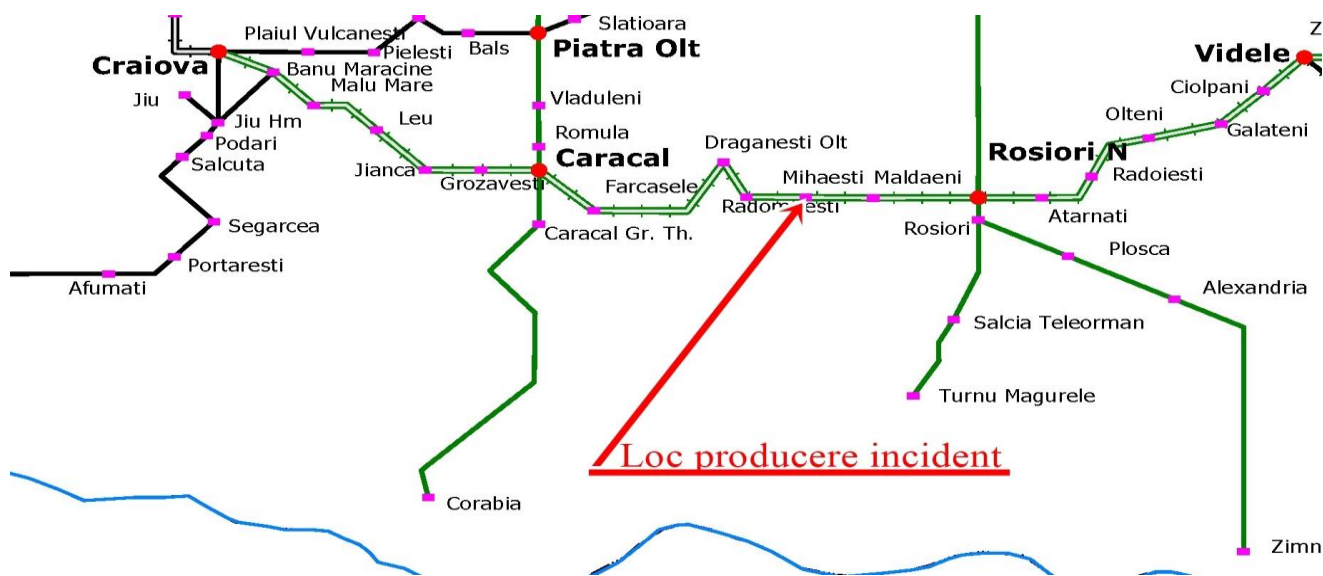 Slatioara
Plaiul Vulcanesti
Pielesti
Bals
Piatra Olt
Videle
Craiova
Banu Maracine
Malu Mare
Ciolpani
Jiu
Vladuleni
Olteni
Jiu Hm
Leu
Galateni
Podari
Romula
Draganesti Olt
Rosiori N
Salcuta
Jianca
Caracal
Grozavesti
Farcasele
Mihaesti
Maldaeni
Radoiesti
Atarnati
Segarcea
Caracal Gr. Th.
Rosiori
Plosca
Portaresti
Afumati
Alexandria
Salcia Teleorman
Turnu Magurele
Loc producere incident
Corabia
Zimn